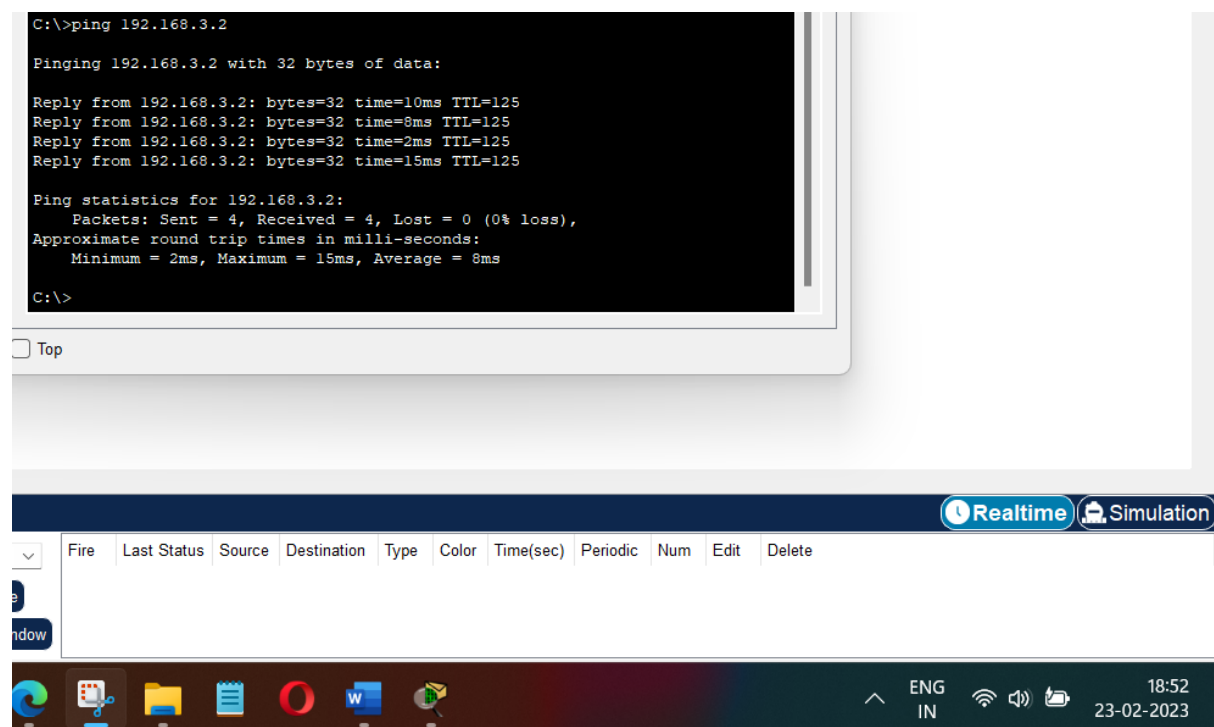 C:\>ping 192.168.3.2
Pinging 192.168.3.2 with 32 bytes of data:
Reply from 192.168.3.2: bytes=32 time=10ms TTL=125
Reply from 192.168.3.2: bytes=32 time=8ms TTL=125
Reply from 192.168.3.2: bytes=32 time=2ms TTL=125
Reply from 192.168.3.2: bytes=32 time=15ms TTL=125
Ping statistics for 192.168.3.2:
Packets: Sent = 4, Received = 4, Lost = 0 (0% loss),
Approximate round trip times in milli-seconds:
Minimum = 2ms, Maximum = 15ms, Average = 8ms
C:\>
Top
Realtime Simulation
Fire Last Status Source Destination Type Color Time(sec) Periodic Num Edit Delete
e
ndow
W
ENG
IN
18:52
23-02-2023